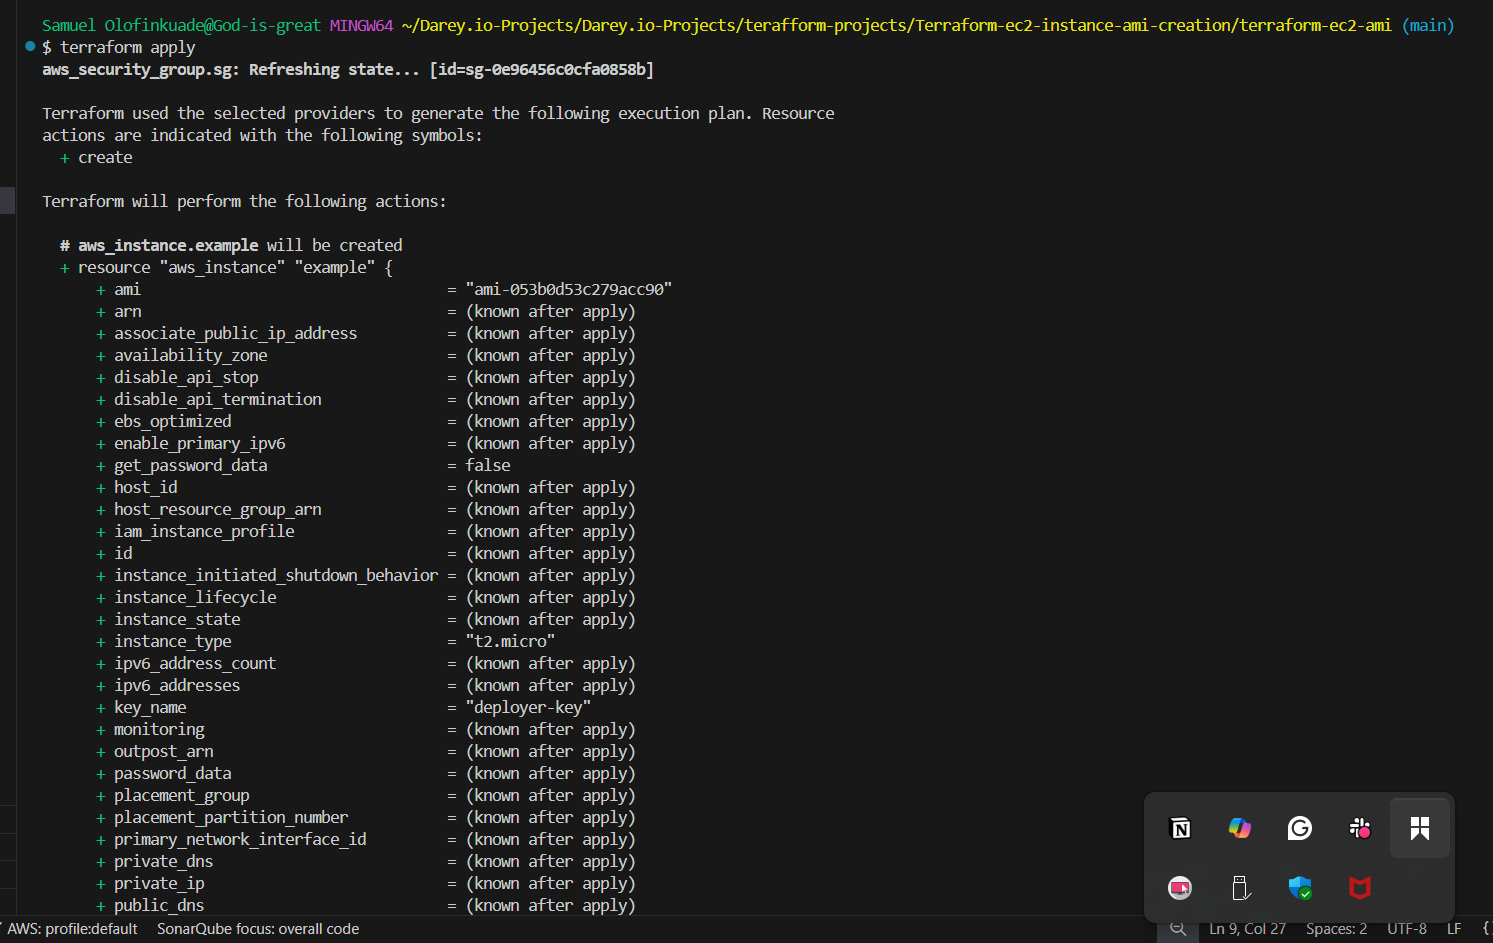 Samuel Olofinkuade@God-is-great MINGW64 ~/Darey.io-Projects/Darey.io-Projects/terafform-projects/Terraform-ec2-instance-ami-creation/terraform-ec2-ami (main)
$ terraform apply
aws_security_group.sg: Refreshing state... [id=sg-0e96456c0cfa0858b]
Terraform used the selected providers to generate the following execution plan. Resource
actions are indicated with the following symbols:
+ create
Terraform will perform the following actions:
# aws_instance.example will be created
+ resource "aws_instance" "example" {
+ ami = "ami-053b0d53c279acc90"
+ arn = (known after apply)
+ associate_public_ip_address = (known after apply)
+ availability_zone = (known after apply)
+ disable_api_stop = (known after apply)
+ disable_api_termination = (known after apply)
+ ebs_optimized = (known after apply)
+ enable_primary_ipv6 = (known after apply)
+ get_password_data = false
+ host_id = (known after apply)
+ host_resource_group_arn = (known after apply)
+ iam_instance_profile = (known after apply)
+ id = (known after apply)
+ instance_initiated_shutdown_behavior = (known after apply)
+ instance_lifecycle = (known after apply)
+ instance_state = (known after apply)
+ instance_type = "t2.micro"
+ ipv6_address_count = (known after apply)
+ ipv6_addresses = (known after apply)
+ key_name = "deployer-key"
+ monitoring = (known after apply)
+ outpost_arn = (known after apply)
+ password_data = (known after apply)
+ placement_group = (known after apply)
+ placement_partition_number = (known after apply)
+ primary_network_interface_id = (known after apply)
+ private_dns = (known after apply)
+ private_ip = (known after apply)
+ public_dns = (known after apply)
AWS: profile:default SonarQube focus: overall code Ln 9, Col 27 Spaces: 2 UTF-8 LF {